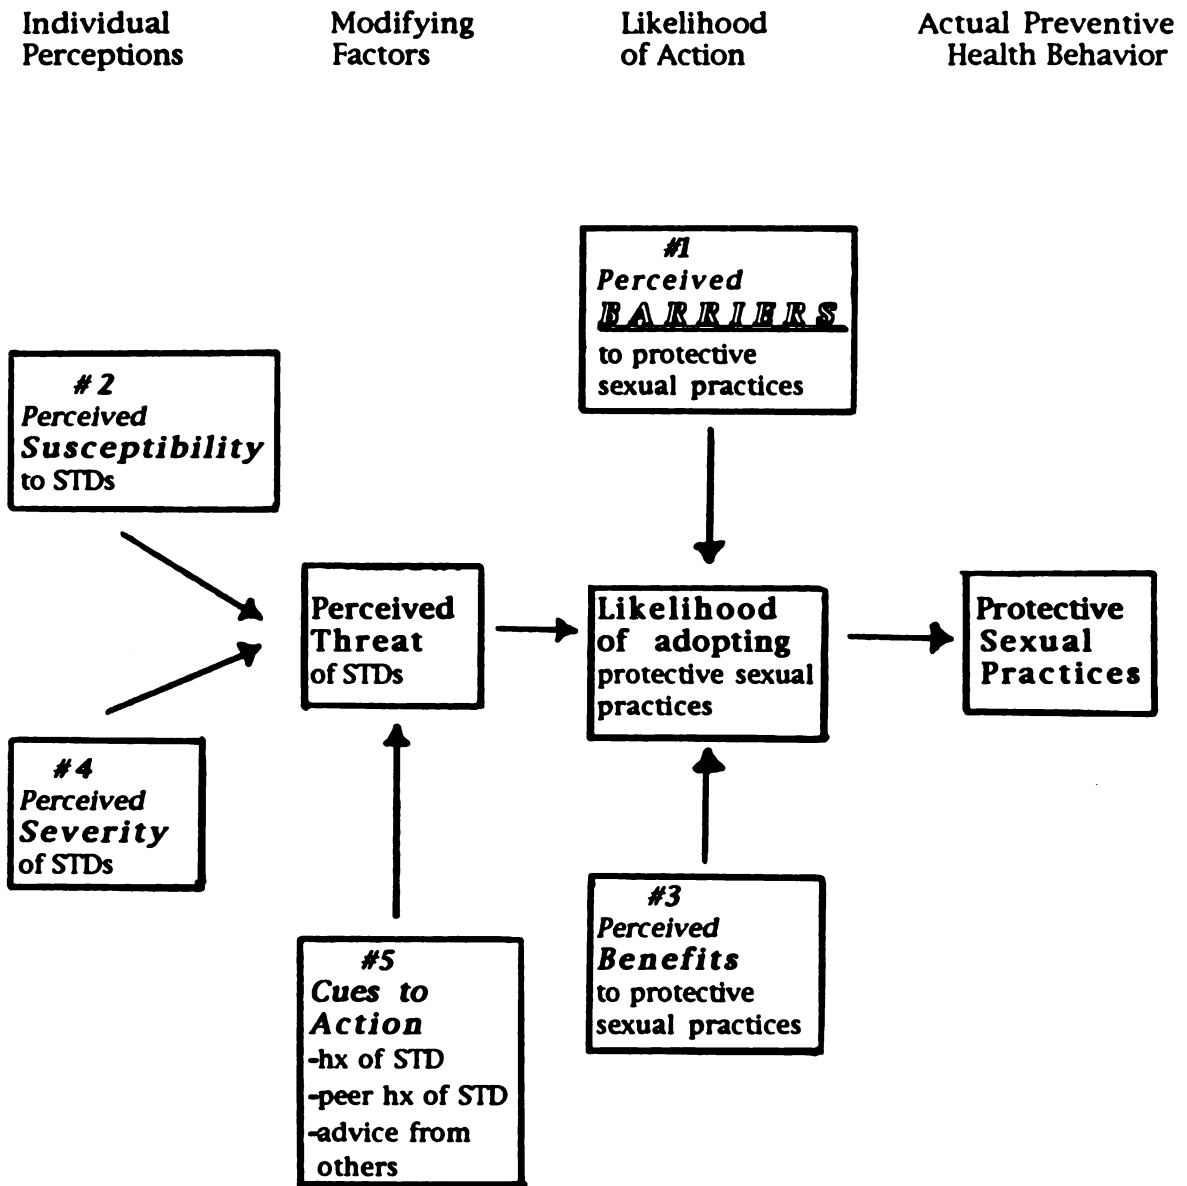 Individual
Perceptions
Modifying
Factors
Likelihood
of Action
Actual Preventive
Health Behavior
#1
Perceived
BARRIERS
to protective
sexual practices
#2
Perceived
Susceptibility
to STDs
Perceived
Threat
of STDs
Likelihood
of adopting
protective sexual
practices
Protective
Sexual
Practices
#4
Perceived
Severity
of STDs
#5
Cues to
Action
-hx of STD
-peer hx of STD
-advice from
others
#3
Perceived
Benefits
to protective
sexual practices